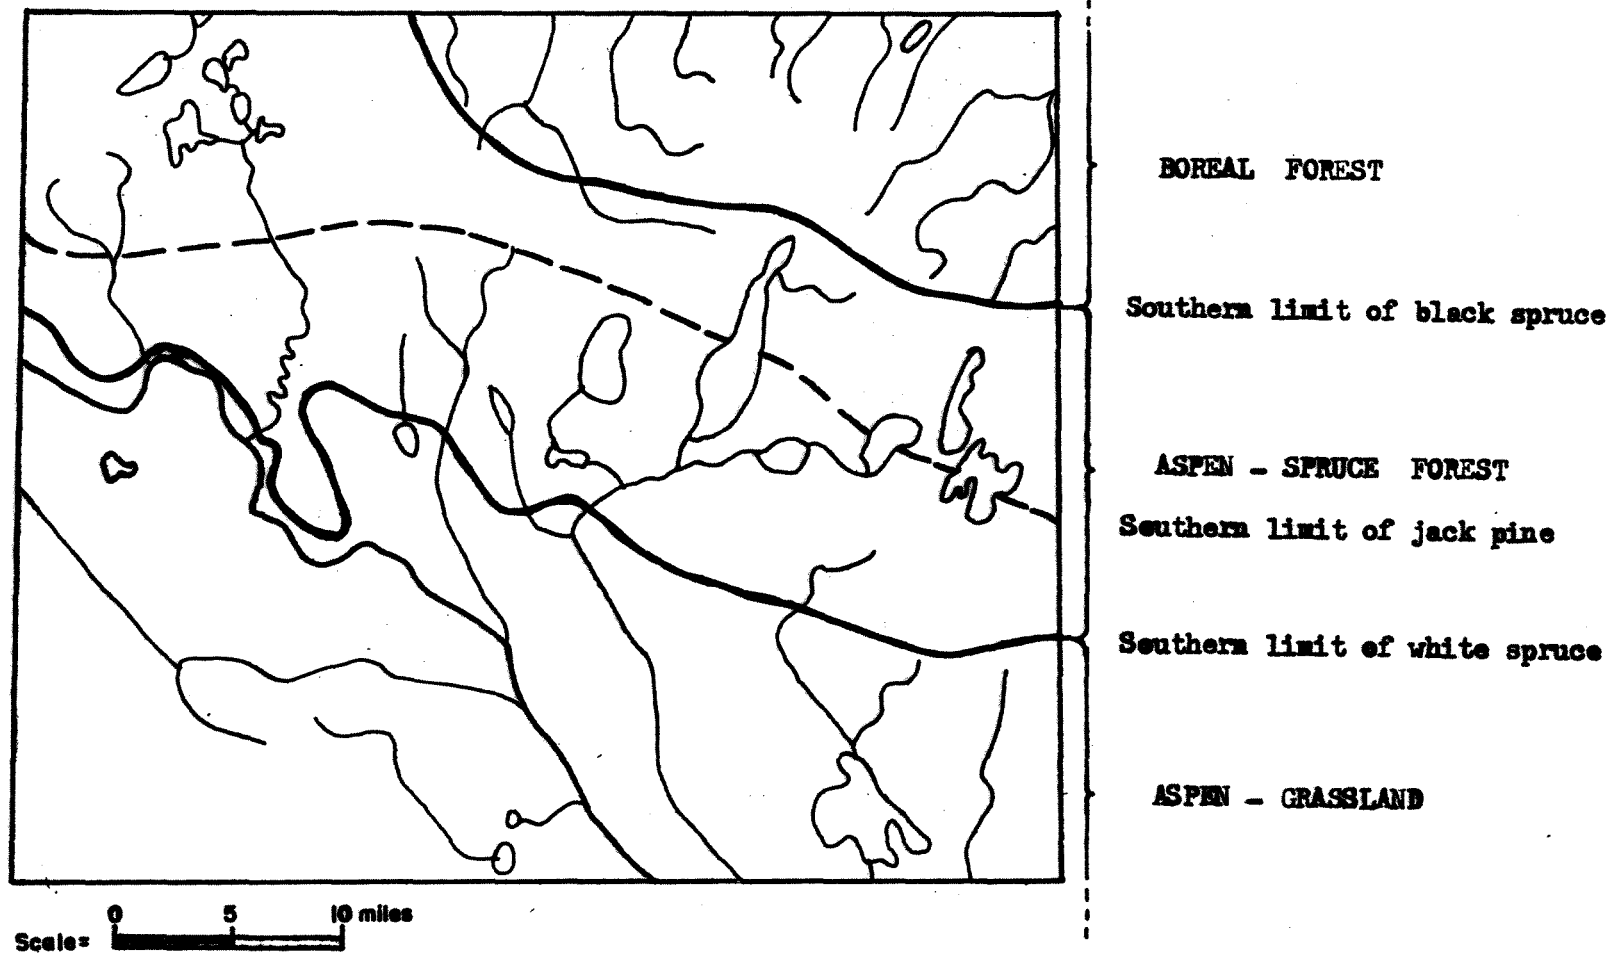 BOREAL FOREST
Southern limit of black spruce
ASPEN - SPRUCE FOREST
Southern limit of jack pine
Southern limit of white spruce
ASPEN - GRASSLAND
0 5 10 miles
Scale=